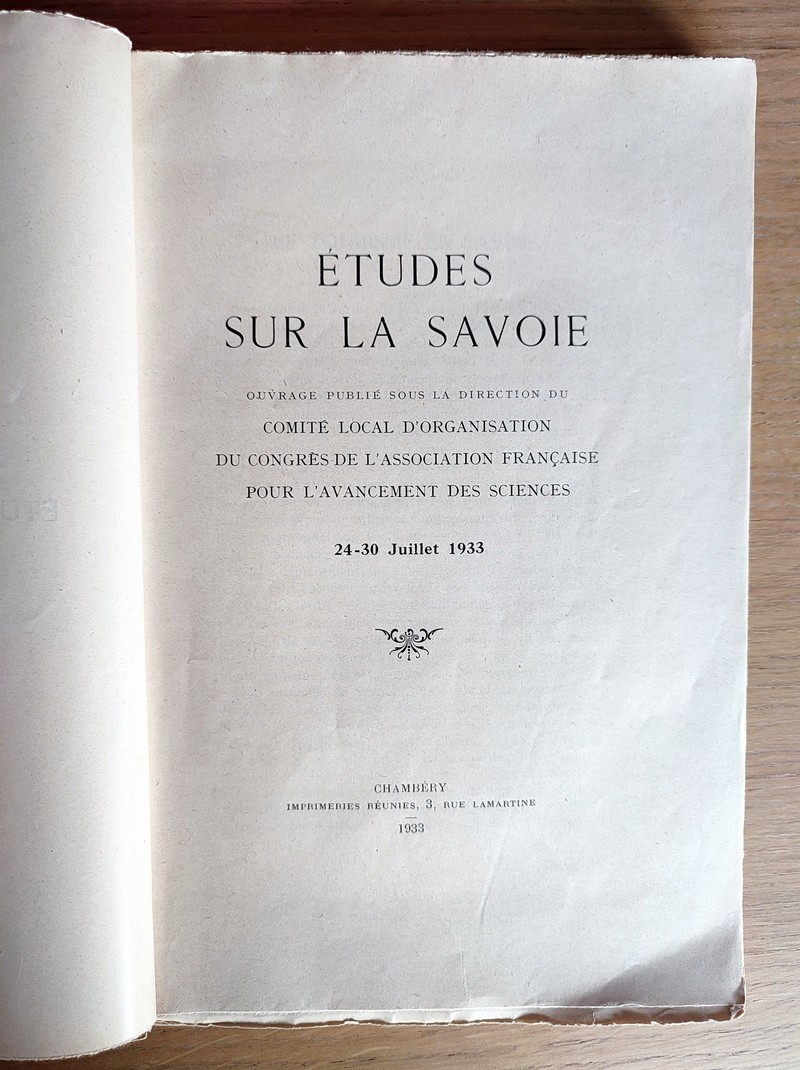 ÉTUDES
SUR LA SAVOIE
OUVRAGE PUBLIÉ SOUS LA DIRECTION DU
COMITÉ LOCAL D'ORGANISATION
DU CONGRÈS DE L'ASSOCIATION FRANÇAISE
POUR L'AVANCEMENT DES SCIENCES
24-30 Juillet 1933
CHAMBÉRY
IMPRIMERIES RÉUNIES, 3, RUE LAMARTINE
1933